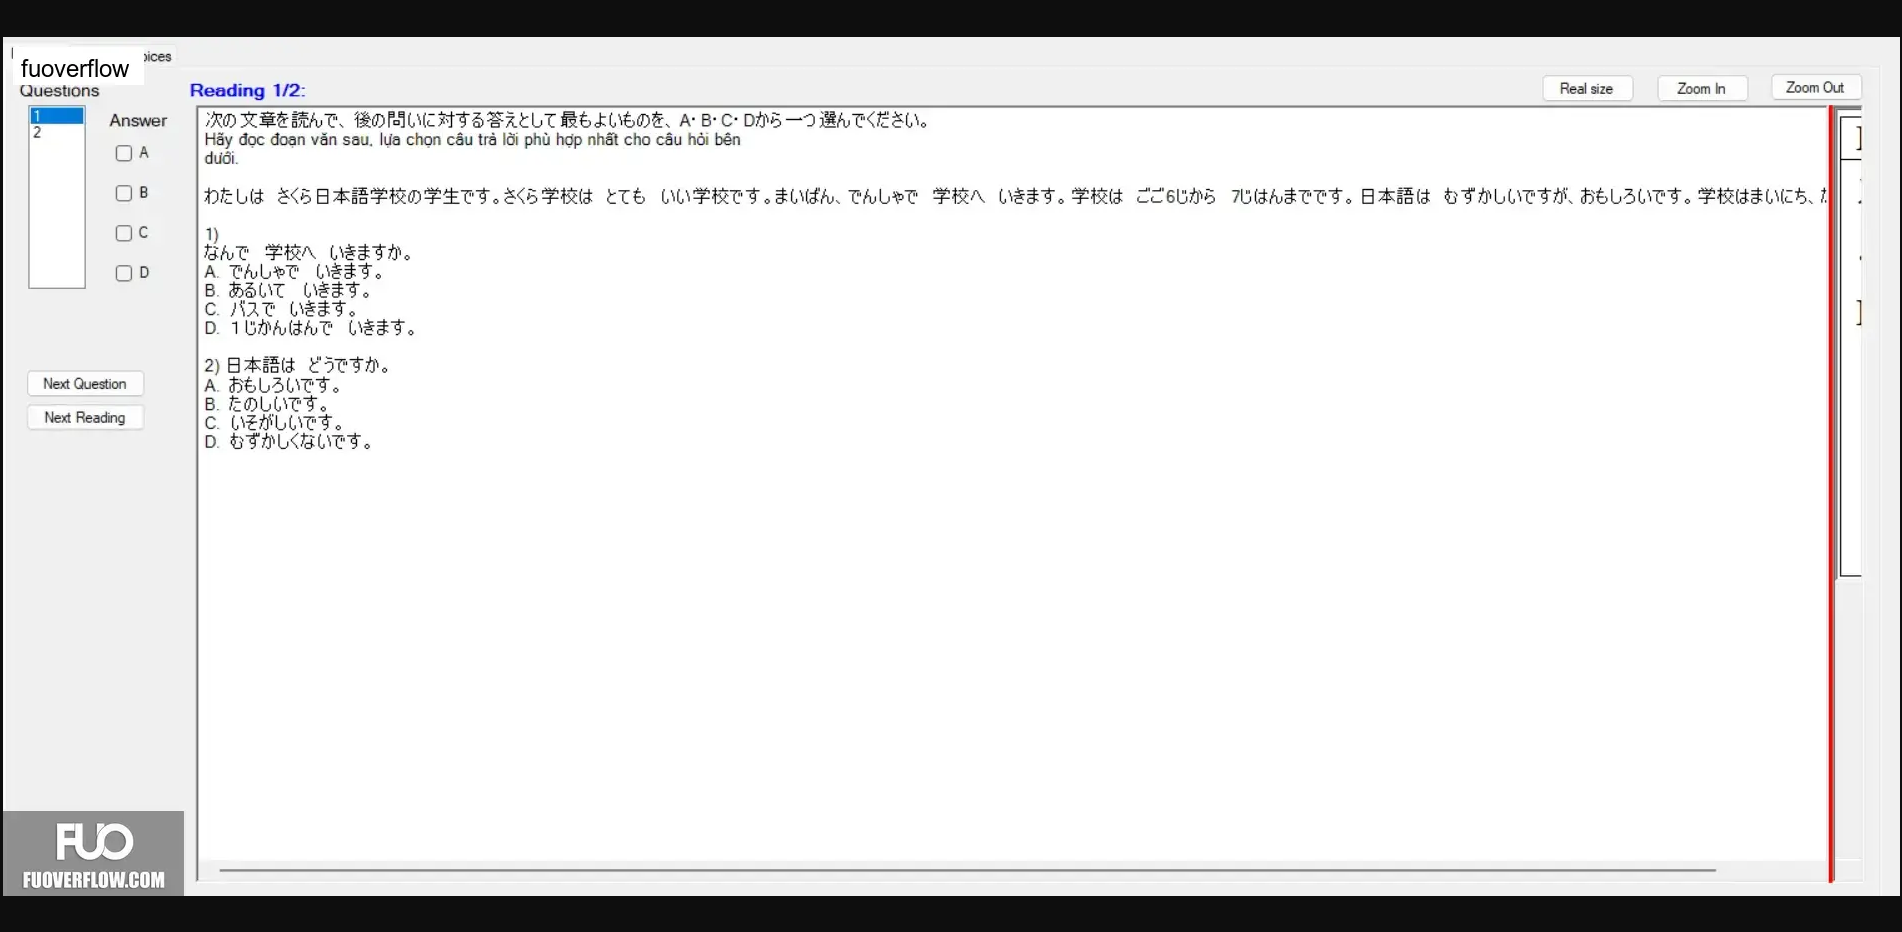 fuoverflow
oices
Questions
1
2
Answer
A
B
C
D
Next Question
Next Reading
Reading 1/2:
Real size
Zoom In
Zoom Out
次の文章を読んで、後の問いに対する答えとして最もよいものを、A・B・C・Dから一つ選んでください。
Hãy đọc đoạn văn sau, lựa chọn câu trả lời phù hợp nhất cho câu hỏi bên
dưới.
わたしは　さくら日本語学校の学生です。さくら学校は　とても　いい学校です。まいばん、でんしゃで　学校へ　いきます。学校は　ごご6じから　7じはんまでです。日本語は　むずかしいですが、おもしろいです。学校はまいにち、
1)
なんで　学校へ　いきますか。
A. でんしゃで　いきます。
B. あるいて　いきます。
C. バスで　いきます。
D. １じかんはんで　いきます。
2) 日本語は　どうですか。
A. おもしろいです。
B. たのしいです。
C. いそがしいです。
D. むずかしくないです。
FUO
FUOVERFLOW.COM